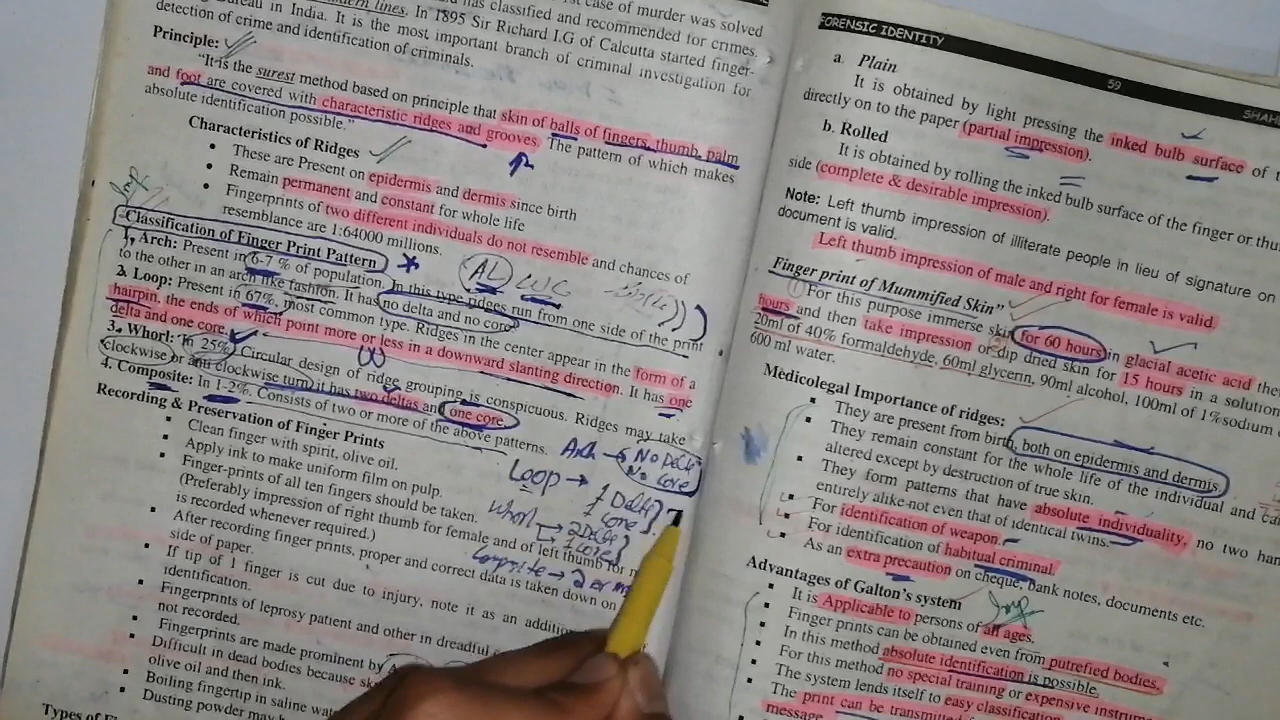 Bureau in India. It is the most important branch of criminal investigation for
modern lines. In 1895 Sir Richard I.G of Calcutta started finger-
has classified and recommended for crimes.
case of murder was solved
detection of crime and identification of criminals.
Principle:
"It is the surest method based on principle that skin of balls of fingers, thumb, palm
and foot are covered with characteristic ridges and grooves. The pattern of which makes
absolute identification possible."
Characteristics of Ridges
• These are Present on epidermis and dermis since birth
• Remain permanent and constant for whole life
• Fingerprints of two different individuals do not resemble and chances of
resemblance are 1:64000 millions.
Imp
Classification of Finger Print Pattern
AL
LWC
1. Arch: Present in 6-7 % of population. In this type ridges run from one side of the print
to the other in an arch like fashion. It has no delta and no core.
2. Loop: Present in 67%, most common type. Ridges in the center appear in the form of a
hairpin, the ends of which point more or less in a downward slanting direction. It has one
delta and one core.
3. Whorl: In 25% Circular design of ridge grouping is conspicuous. Ridges may take
clockwise or anti clockwise turn it has two deltas and one core.
4. Composite: In 1-2%. Consists of two or more of the above patterns.
Arch → No Delta
No Core
Loop → 1 Delta
1 Core
Whorl → 2 Delta
1 Core
Composite → 2 or
Recording & Preservation of Finger Prints
• Clean finger with spirit, olive oil.
• Apply ink to make uniform film on pulp.
• Finger-prints of all ten fingers should be taken.
(Preferably impression of right thumb for female and of left thumb for
is recorded whenever required.)
• After recording finger prints, proper and correct data is taken down on
side of paper.
• If tip of 1 finger is cut due to injury, note it as an addition
identification.
• Fingerprints of leprosy patient and other in dreadful
not recorded.
• Fingerprints are made prominent by
• Difficult in dead bodies because
olive oil and then ink.
• Boiling fingertip in saline
• Dusting powder may
Types of
FORENSIC IDENTITY
59
a. Plain
It is obtained by light pressing the inked bulb surface of
directly on to the paper (partial impression).
b. Rolled
It is obtained by rolling the inked bulb surface of the finger or
side (complete & desirable impression).
Note: Left thumb impression of illiterate people in lieu of signature on
document is valid.
Left thumb impression of male and right for female is valid.
Finger print of Mummified Skin"
For this purpose immerse skin for 60 hours in glacial acetic acid
hours and then take impression or dip dried skin for 15 hours in a solution
20ml of 40% formaldehyde, 60ml glycerin, 90ml alcohol, 100ml of 1% sodium
600 ml water.
Medicolegal Importance of ridges:
▪ They are present from birth, both on epidermis and dermis
▪ They remain constant for the whole life of the individual and
altered except by destruction of true skin.
▪ They form patterns that have absolute individuality, no two
entirely alike-not even that of identical twins.
▪ For identification of weapon.
▪ For identification of habitual criminal.
▪ As an extra precaution on cheque, bank notes, documents etc.
Advantages of Galton's system
Imp
▪ It is Applicable to persons of all ages.
▪ Finger prints can be obtained even from putrefied bodies.
▪ In this method absolute identification is possible.
▪ For this method no special training or expensive
▪ The system lends itself to easy classification
▪ The print can be transmitted
message